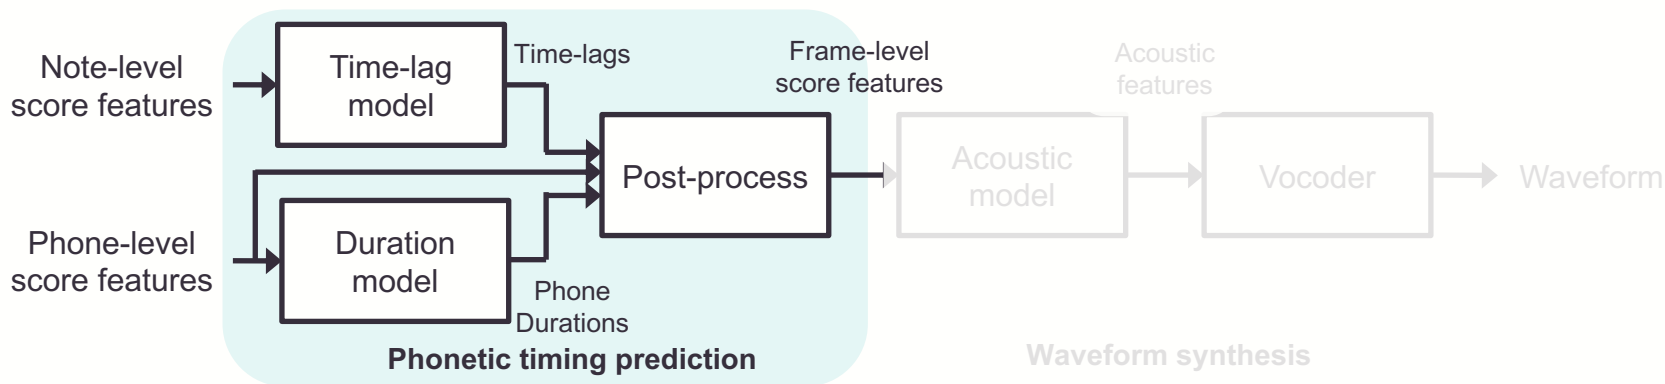 Note-level
score features
Time-lag
model
Time-lags
Phone-level
score features
Duration
model
Phone
Durations
Post-process
Frame-level
score features
Acoustic
model
Acoustic
features
Vocoder
Waveform
Phonetic timing prediction
Waveform synthesis